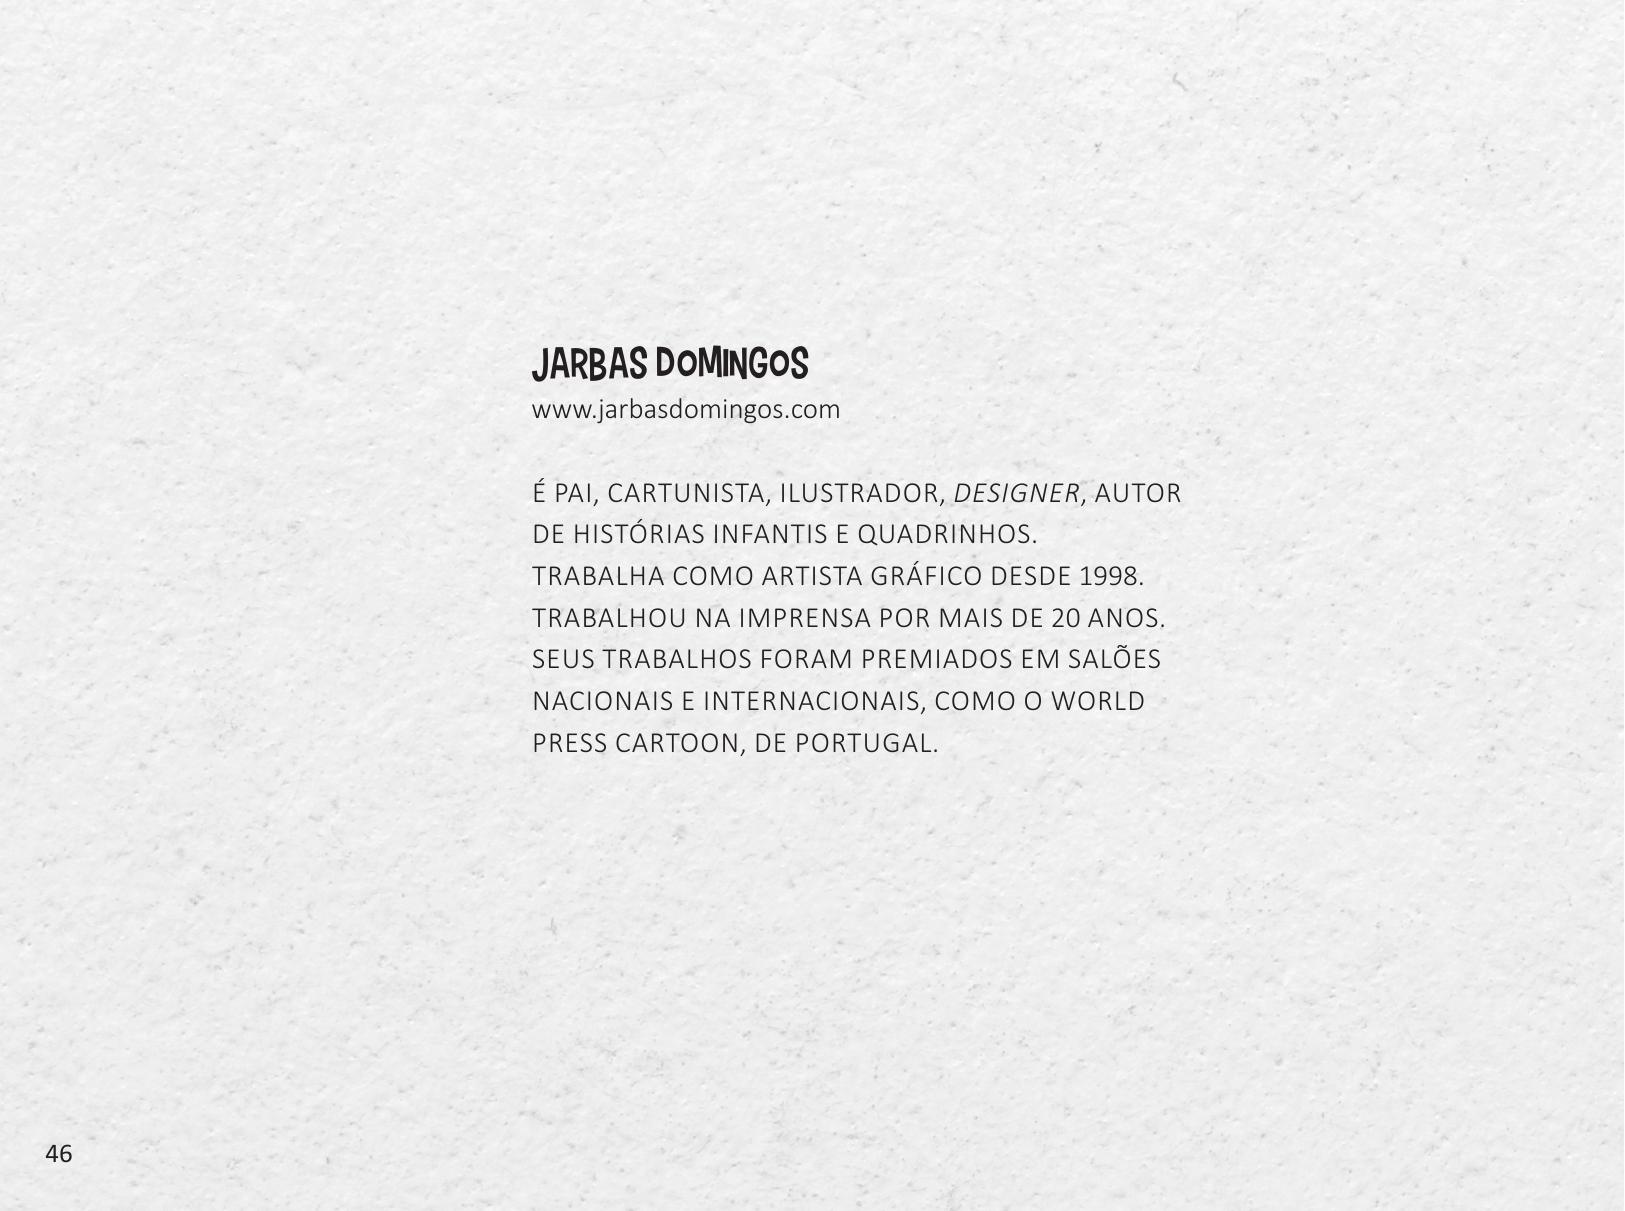 JARBAS DOMINGOS
www.jarbasdomingos.com
É PAI, CARTUNISTA, ILUSTRADOR, DESIGNER, AUTOR
DE HISTÓRIAS INFANTIS E QUADRINHOS.
TRABALHA COMO ARTISTA GRÁFICO DESDE 1998.
TRABALHOU NA IMPRENSA POR MAIS DE 20 ANOS.
SEUS TRABALHOS FORAM PREMIADOS EM SALÕES
NACIONAIS E INTERNACIONAIS, COMO O WORLD
PRESS CARTOON, DE PORTUGAL.
46